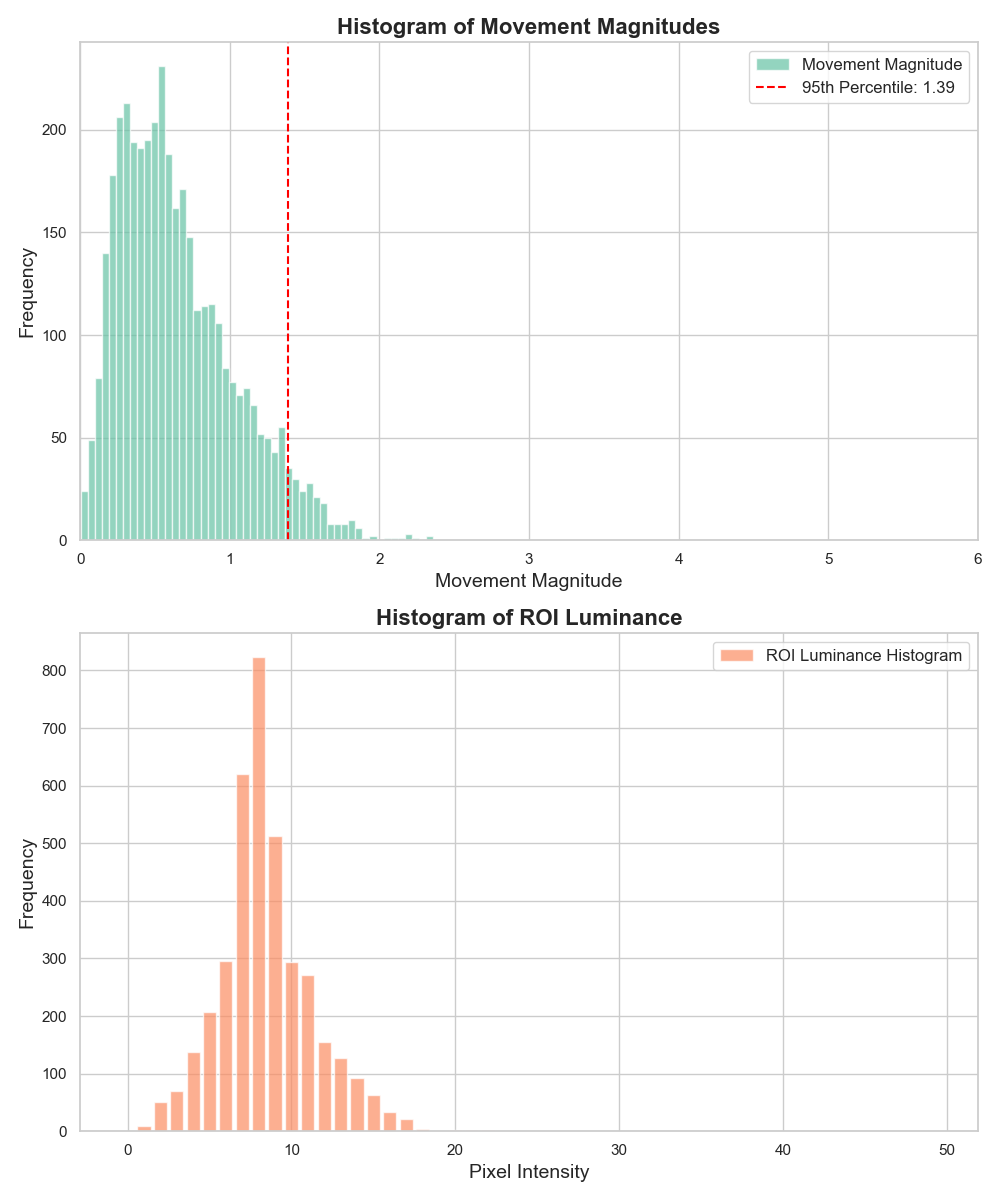 Histogram of Movement Magnitudes
Movement Magnitude
95th Percentile: 1.39
Frequency
200
150
100
50
0
0 1 2 3 4 5 6
Movement Magnitude
Histogram of ROI Luminance
ROI Luminance Histogram
Frequency
800
700
600
500
400
300
200
100
0
0 10 20 30 40 50
Pixel Intensity